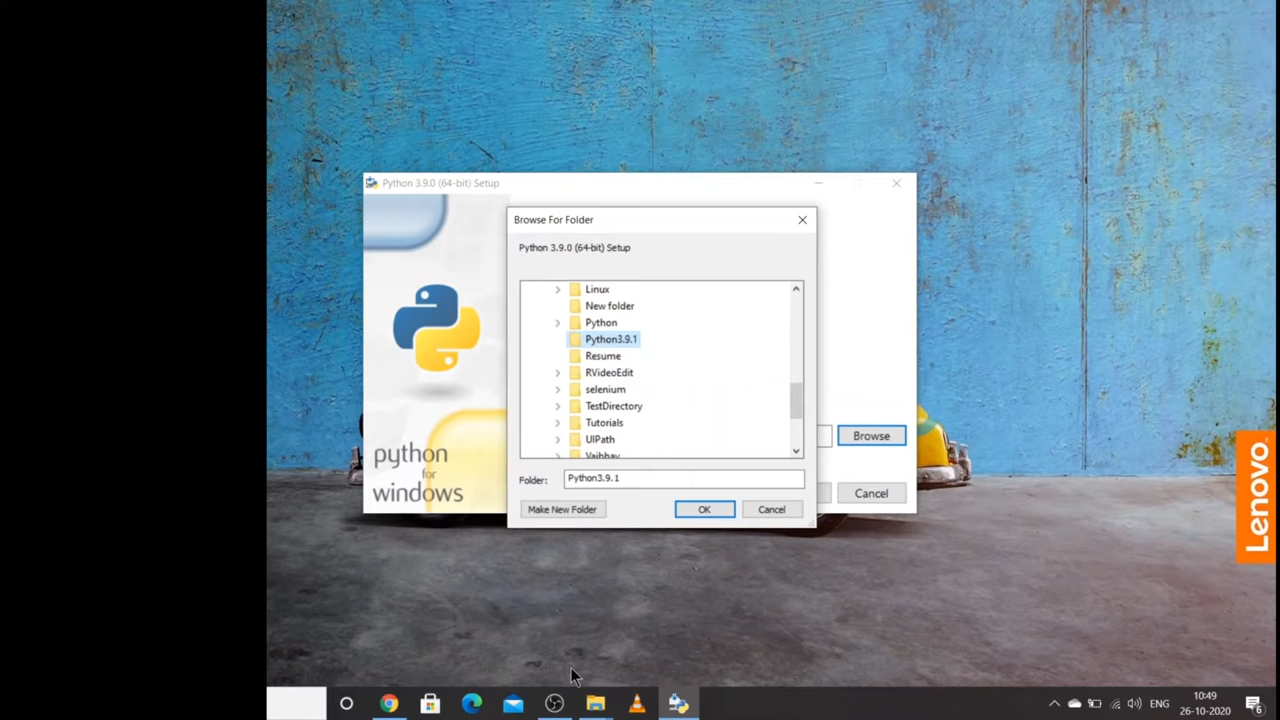 Python 3.9.0 (64-bit) Setup
Browse For Folder
Python 3.9.0 (64-bit) Setup
Linux
New folder
Python
Python3.9.1
Resume
RVideoEdit
selenium
TestDirectory
Tutorials
UIPath
Vaibhav
Folder: Python3.9.1
Make New Folder
OK
Cancel
Browse
Cancel
python
for
windows
Lenovo
ENG
10:49
26-10-2020
6